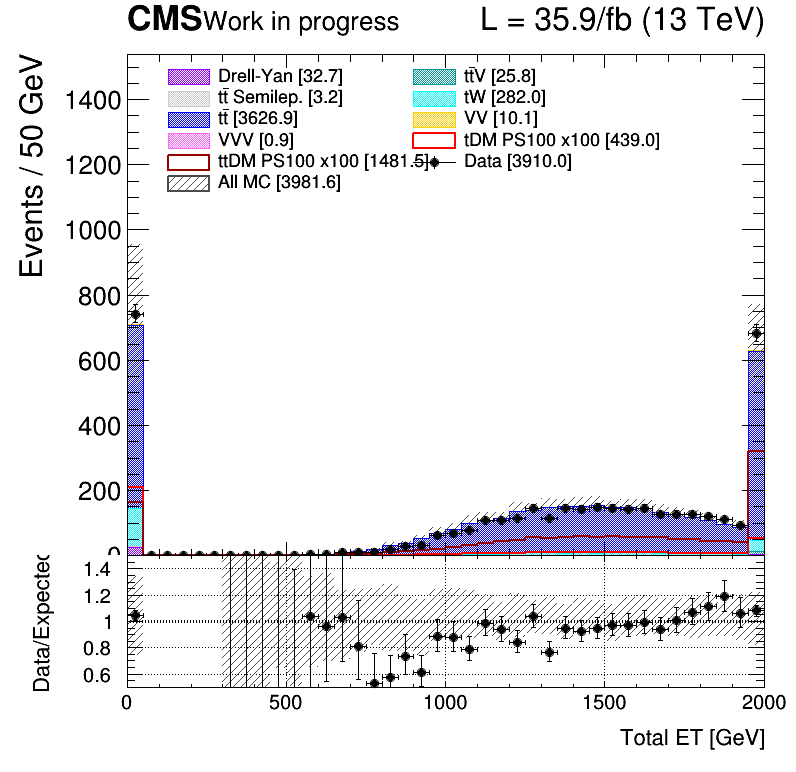 CMS Work in progress L = 35.9/fb (13 TeV)
Events / 50 GeV
Drell-Yan [32.7] tt̄V [25.8]
tt̄ Semilep. [3.2] tW [282.0]
tt̄ [3626.9] VV [10.1]
VVV [0.9] tDM PS100 x100 [439.0]
ttDM PS100 x100 [1481.5] Data [3910.0]
All MC [3981.6]
1400
1200
1000
800
600
400
200
0
Data/Expected
1.4
1.2
1
0.8
0.6
0 500 1000 1500 2000
Total ET [GeV]